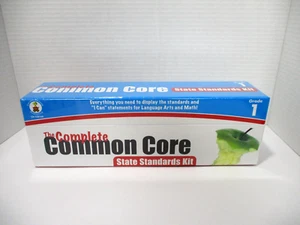 Common Core
State Standards Kit
Everything you need to display the standards and
"I Can" statements for Language Arts and Math!
Grade
1
The Complete
Common Core
State Standards Kit